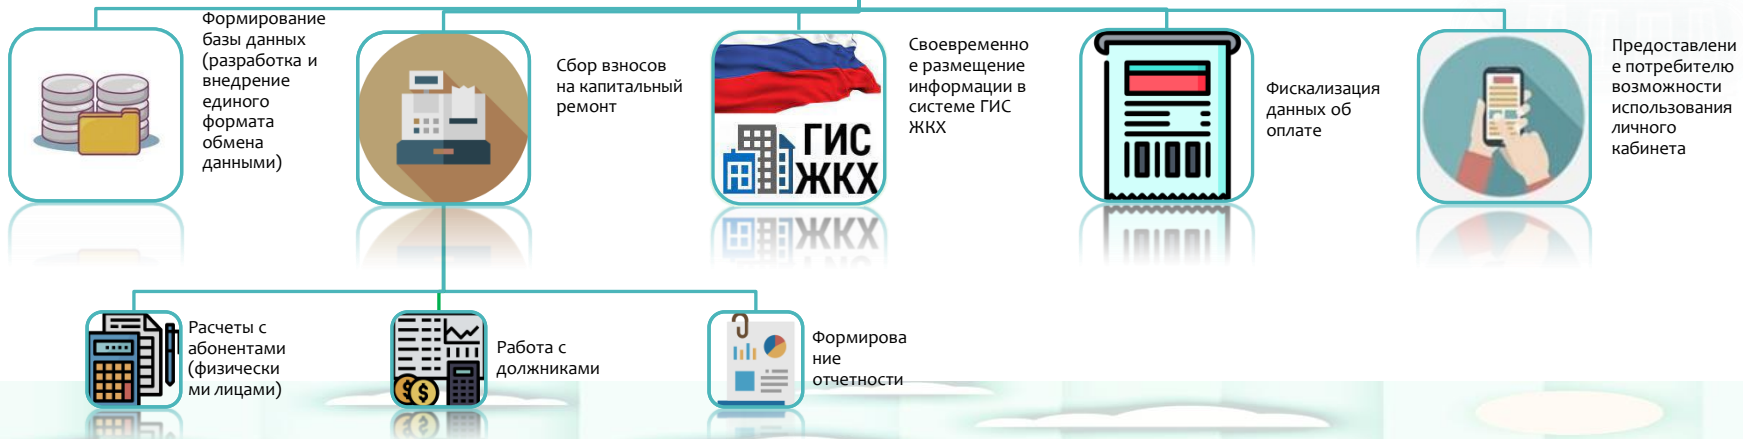 Формирование
базы данных
(разработка и
внедрение
единого
формата
обмена
данными)
Сбор взносов
на капитальный
ремонт
ГИС
ЖКХ
Своевременно
е размещение
информации в
системе ГИС
ЖКХ
Фискализация
данных об
оплате
Предоставлени
е потребителю
возможности
использования
личного
кабинета
Расчеты с
абонентами
(физически
ми лицами)
Работа с
должниками
Формирова
ние
отчетности